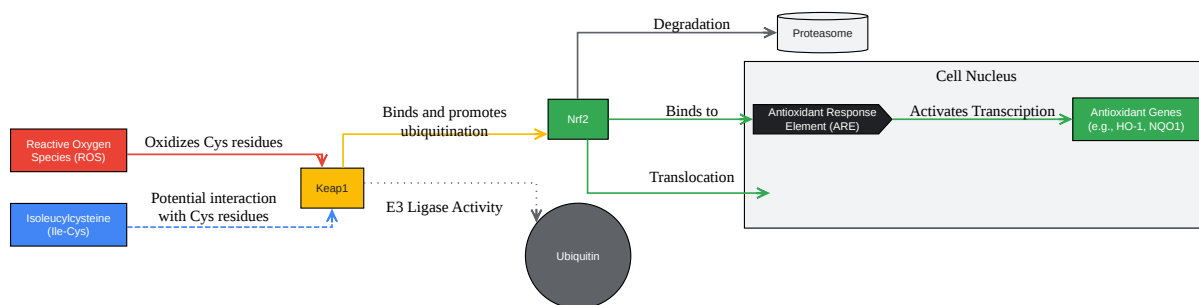 Degradation
Proteasome
Cell Nucleus
Binds and promotes
ubiquitination
Nrf2
Binds to
Antioxidant Response
Element (ARE)
Activates Transcription
Antioxidant Genes
(e.g., HO-1, NQO1)
Reactive Oxygen
Species (ROS)
Oxidizes Cys residues
Keap1
Translocation
Isoleucylcysteine
(Ile-Cys)
Potential interaction
with Cys residues
E3 Ligase Activity
Ubiquitin